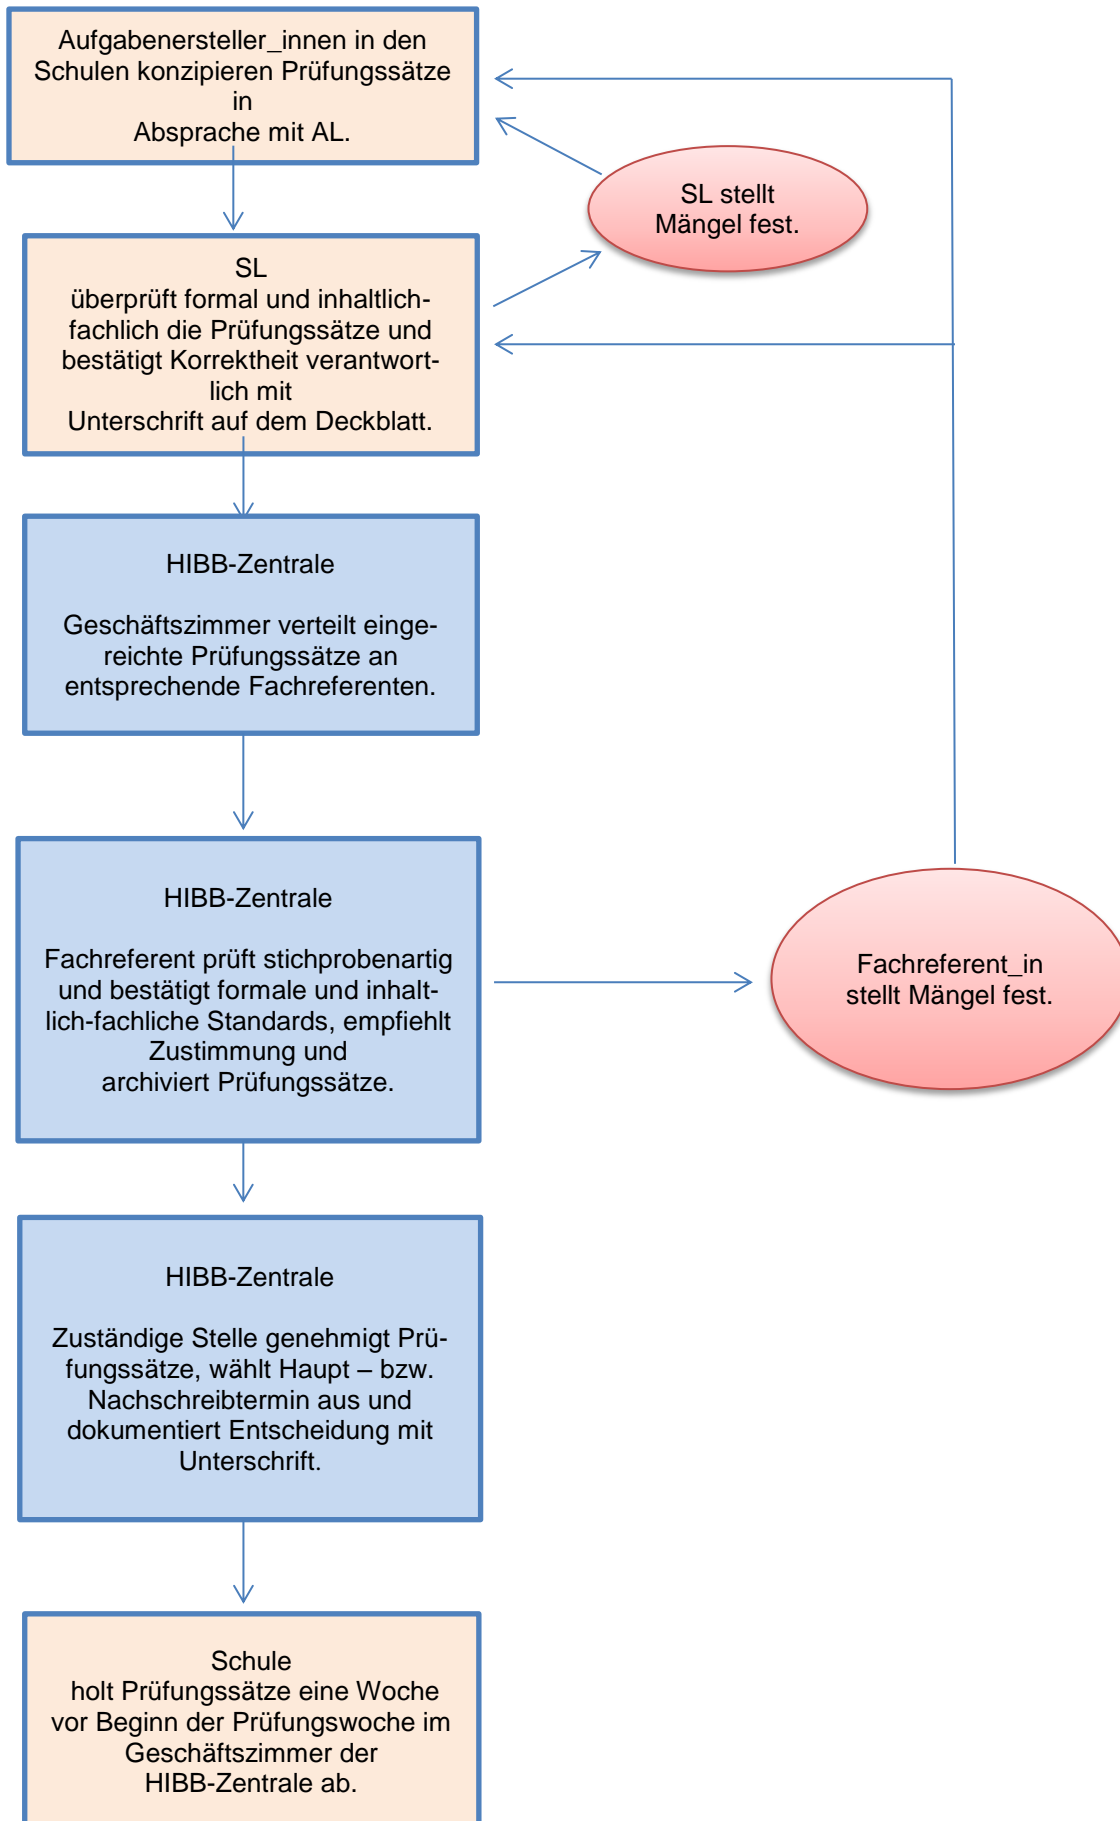 Aufgabenersteller_innen in den
Schulen konzipieren Prüfungssätze
in
Absprache mit AL.
SL stellt
Mängel fest.
SL
überprüft formal und inhaltlich-
fachlich die Prüfungssätze und
bestätigt Korrektheit verantwort-
lich mit
Unterschrift auf dem Deckblatt.
HIBB-Zentrale
Geschäftszimmer verteilt einge-
reichte Prüfungssätze an
entsprechende Fachreferenten.
HIBB-Zentrale
Fachreferent prüft stichprobenartig
und bestätigt formale und inhalt-
lich-fachliche Standards, empfiehlt
Zustimmung und
archiviert Prüfungssätze.
Fachreferent_in
stellt Mängel fest.
HIBB-Zentrale
Zuständige Stelle genehmigt Prü-
fungssätze, wählt Haupt – bzw.
Nachschreibtermin aus und
dokumentiert Entscheidung mit
Unterschrift.
Schule
holt Prüfungssätze eine Woche
vor Beginn der Prüfungswoche im
Geschäftszimmer der
HIBB-Zentrale ab.